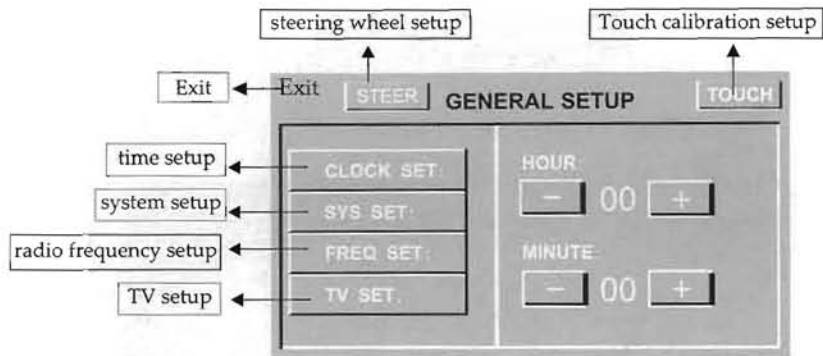 steering wheel setup
Touch calibration setup
Exit
Exit
STEER
GENERAL SETUP
TOUCH
time setup
system setup
radio frequency setup
TV setup
CLOCK SET:
SYS SET:
FREQ SET:
TV SET:
HOUR:
− 00 +
MINUTE:
− 00 +